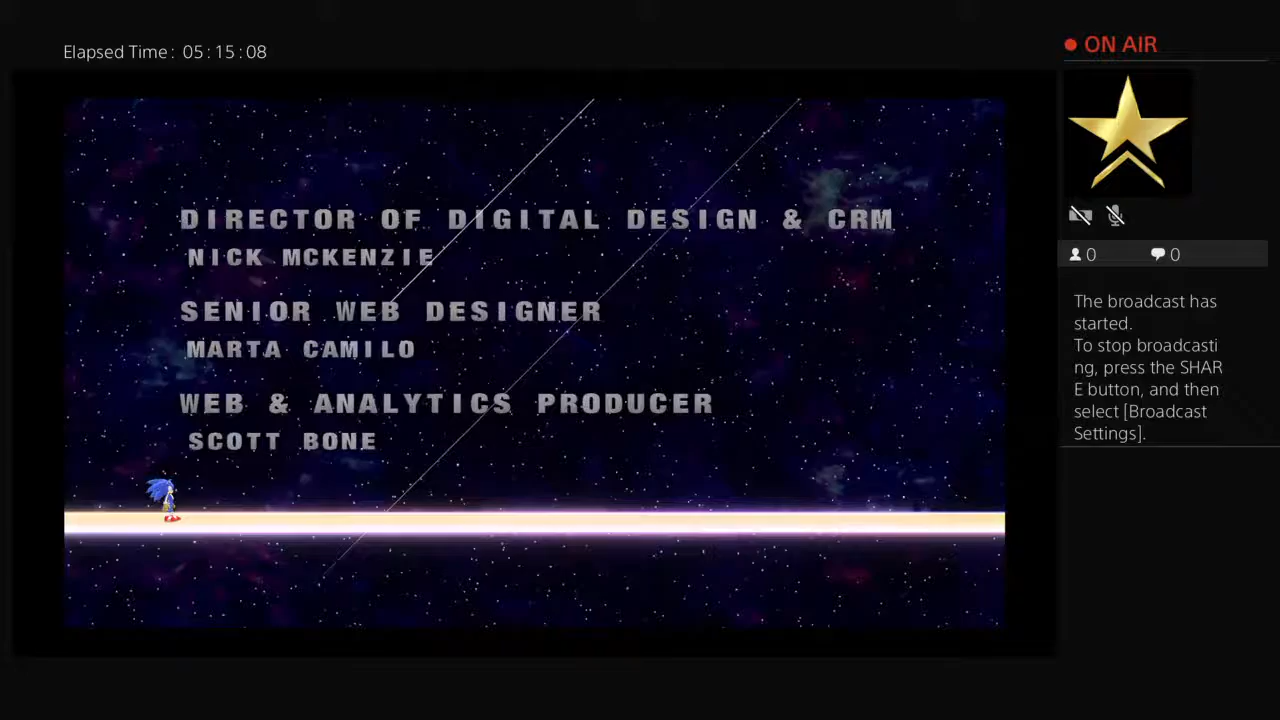 Elapsed Time: 05:15:08
ON AIR
DIRECTOR OF DIGITAL DESIGN & CRM
NICK MCKENZIE
SENIOR WEB DESIGNER
MARTA CAMILO
WEB & ANALYTICS PRODUCER
SCOTT BONE
0
0
The broadcast has
started.
To stop broadcasti
ng, press the SHAR
E button, and then
select [Broadcast
Settings].